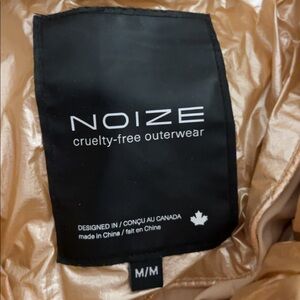 NOIZE
cruelty-free outerwear
DESIGNED IN / CONÇU AU CANADA
made in China / fait en Chine
M/M